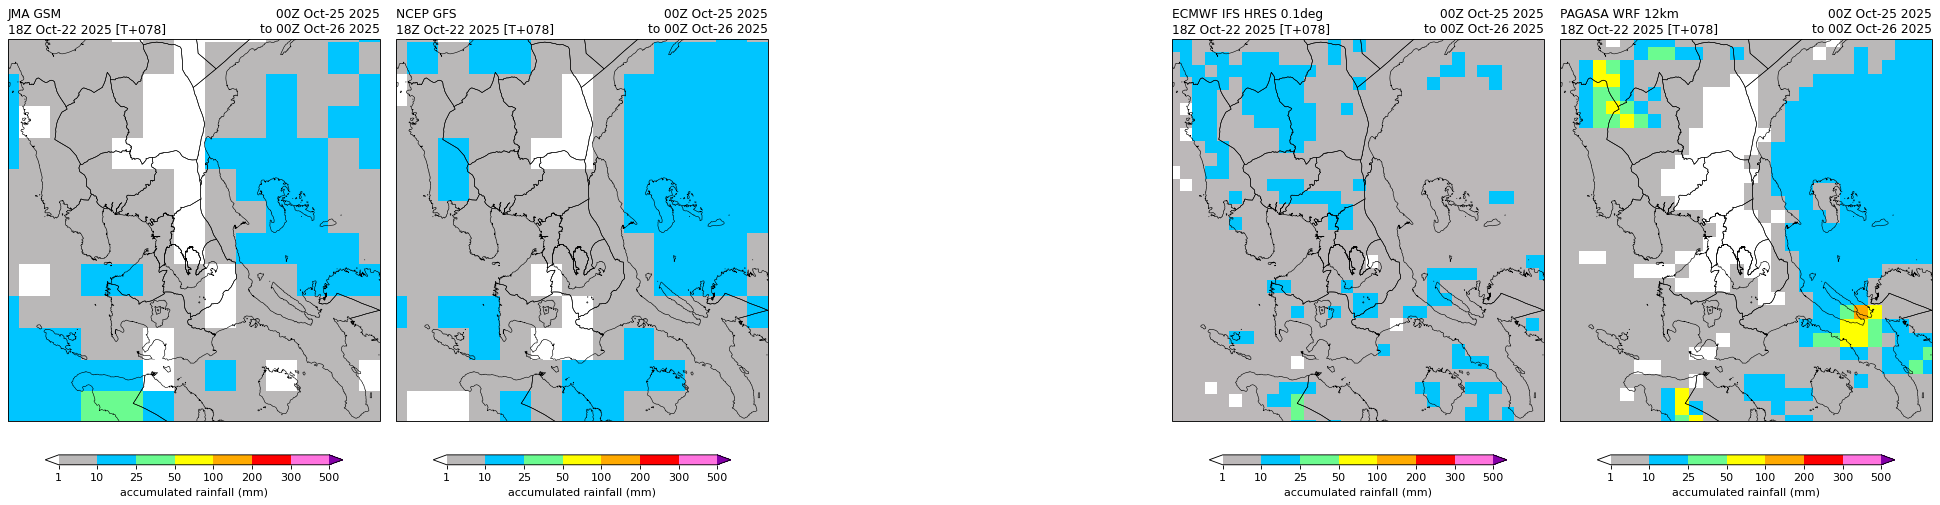 JMA GSM 00Z Oct-25 2025
18Z Oct-22 2025 [T+078] to 00Z Oct-26 2025
1 10 25 50 100 200 300 500
accumulated rainfall (mm)
NCEP GFS 00Z Oct-25 2025
18Z Oct-22 2025 [T+078] to 00Z Oct-26 2025
1 10 25 50 100 200 300 500
accumulated rainfall (mm)
ECMWF IFS HRES 0.1deg 00Z Oct-25 2025
18Z Oct-22 2025 [T+078] to 00Z Oct-26 2025
1 10 25 50 100 200 300 500
accumulated rainfall (mm)
PAGASA WRF 12km 00Z Oct-25 2025
18Z Oct-22 2025 [T+078] to 00Z Oct-26 2025
1 10 25 50 100 200 300 500
accumulated rainfall (mm)